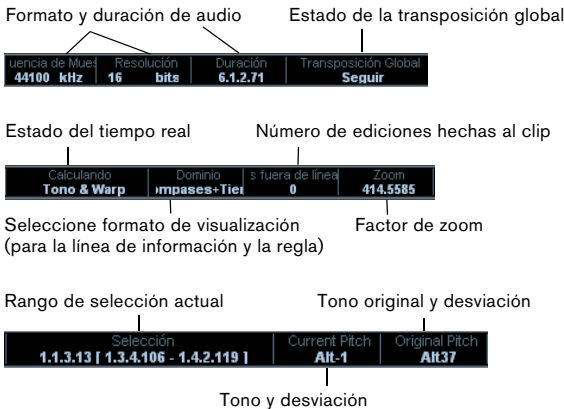 Formato y duración de audio
Estado de la transposición global
uencia de Mues Resolución Duración Transposición Global
44100 kHz 16 bits 6.1.2.71 Seguir
Estado del tiempo real
Número de ediciones hechas al clip
Calculando Dominio s fuera de línea Zoom
Tono & Warp ompases+Tier 0 414.5585
Seleccione formato de visualización
(para la línea de información y la regla)
Factor de zoom
Rango de selección actual
Tono original y desviación
Selección Current Pitch Original Pitch
1.1.3.13 [ 1.3.4.106 - 1.4.2.119 ] Alt-1 Alt37
Tono y desviación